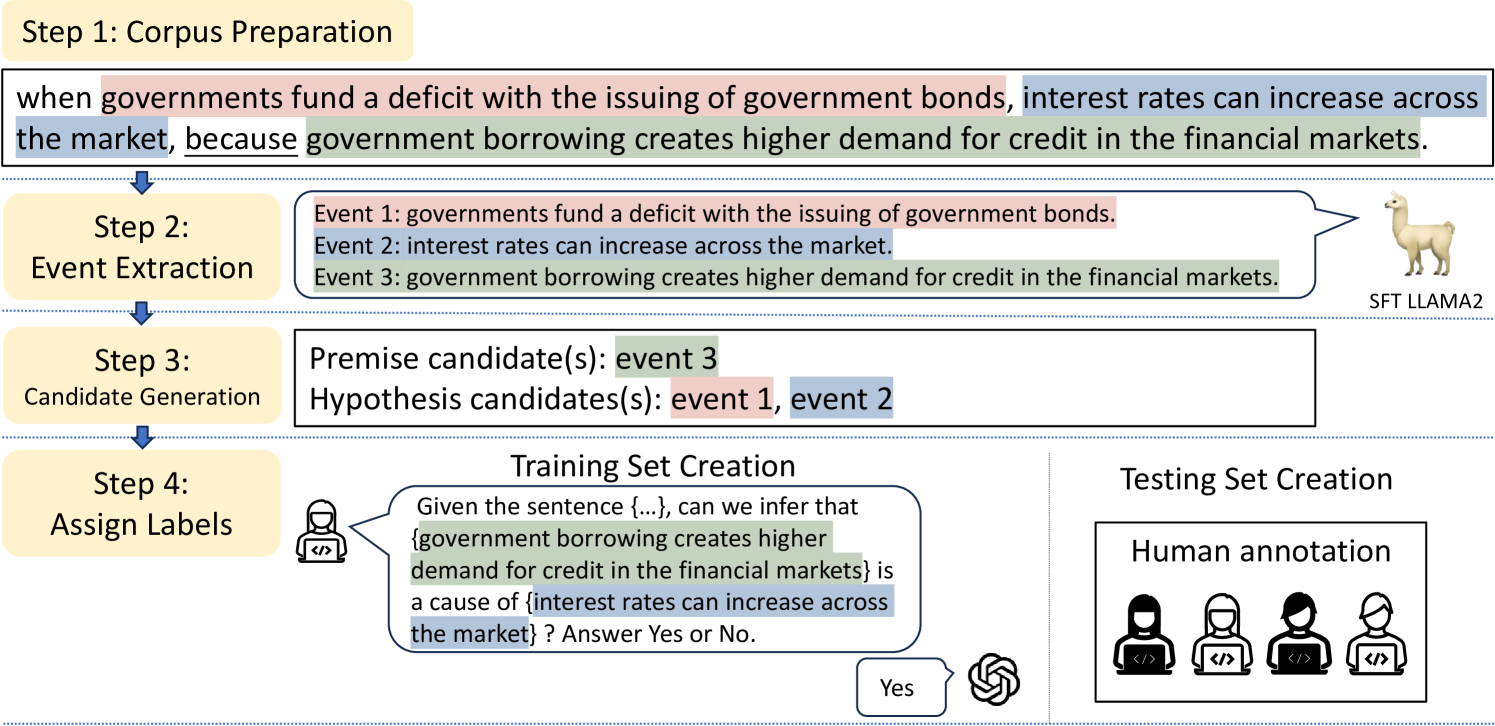 Step 1: Corpus Preparation
when governments fund a deficit with the issuing of government bonds, interest rates can increase across
the market, because government borrowing creates higher demand for credit in the financial markets.
Step 2:
Event Extraction
Event 1: governments fund a deficit with the issuing of government bonds.
Event 2: interest rates can increase across the market.
Event 3: government borrowing creates higher demand for credit in the financial markets.
SFT LLAMA2
Step 3:
Candidate Generation
Premise candidate(s): event 3
Hypothesis candidates(s): event 1, event 2
Step 4:
Assign Labels
Training Set Creation
Given the sentence {...}, can we infer that
{government borrowing creates higher
demand for credit in the financial markets} is
a cause of {interest rates can increase across
the market} ? Answer Yes or No.
Yes
Testing Set Creation
Human annotation